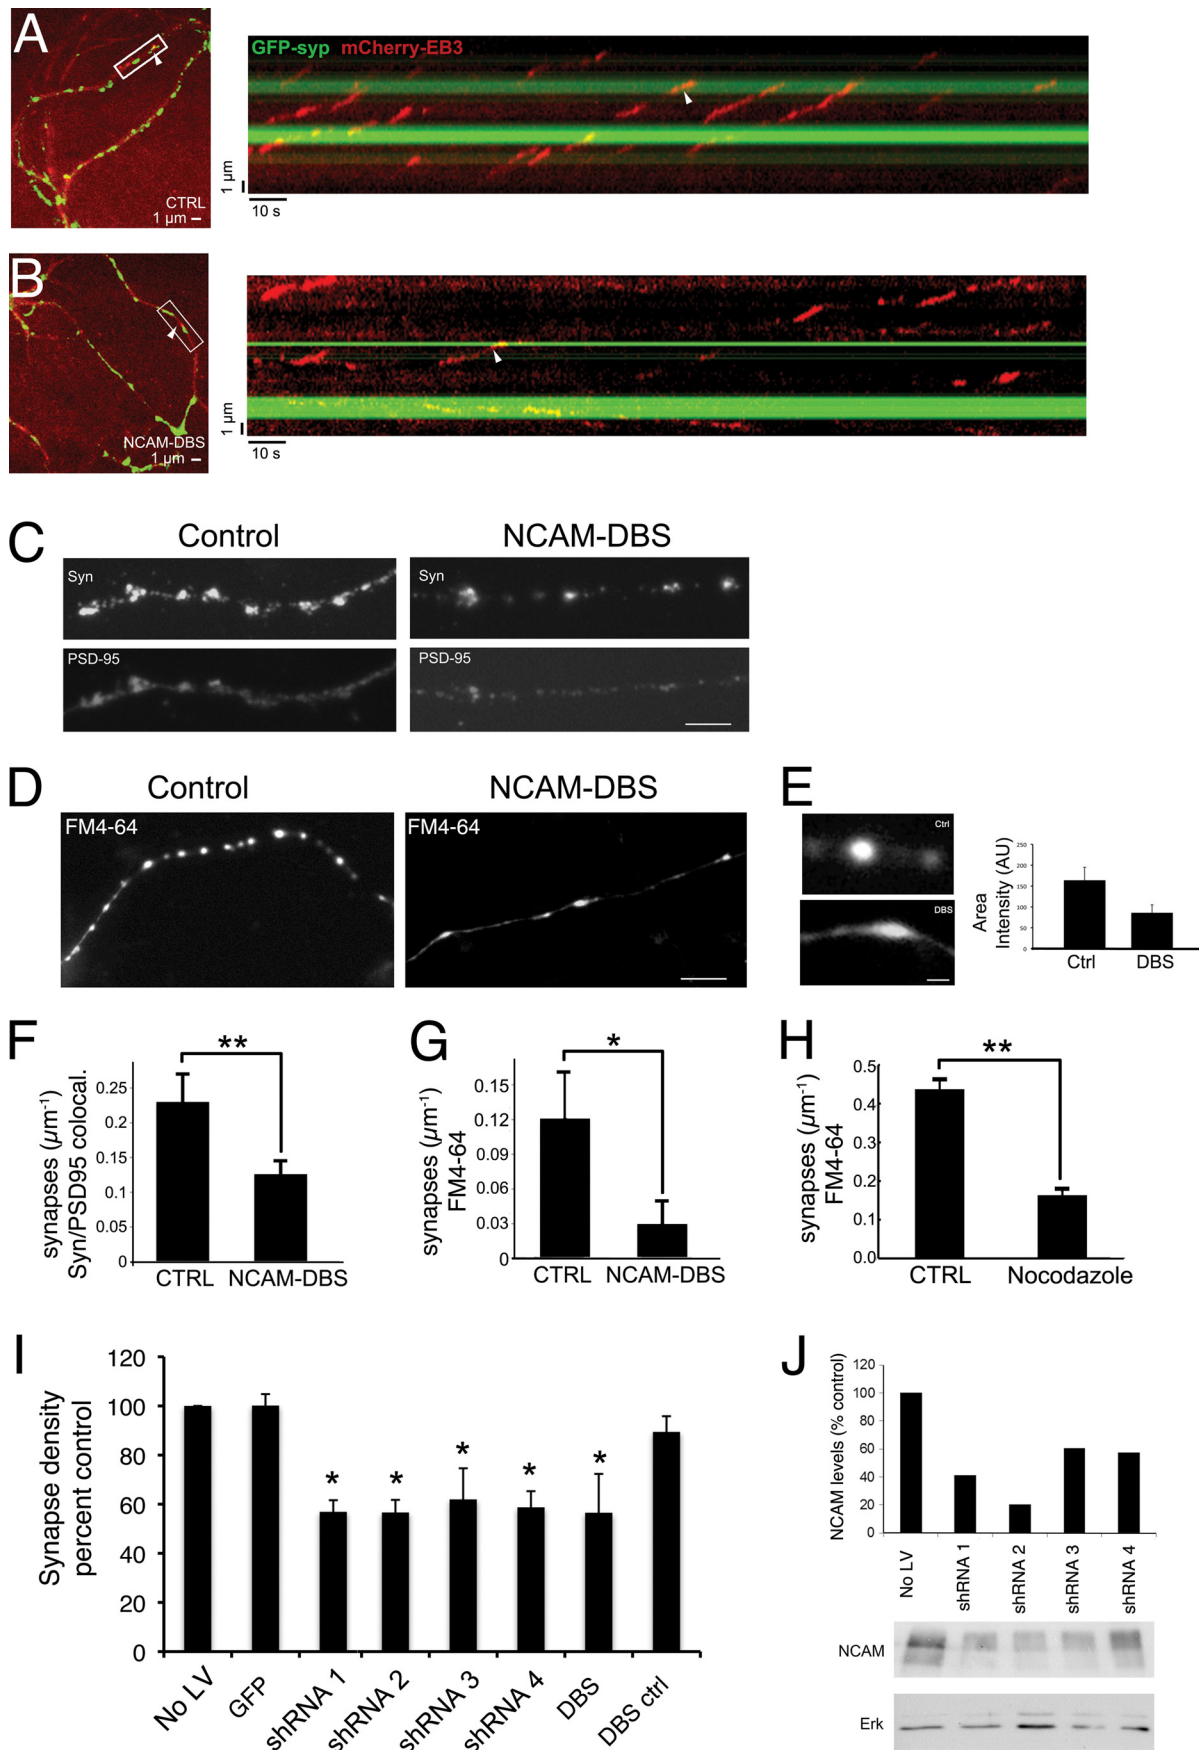 A
CTRL
1 µm
GFP-syp mCherry-EB3
1 µm
10 s
B
NCAM-DBS
1 µm
1 µm
10 s
C
Control
NCAM-DBS
Syn
Syn
PSD-95
PSD-95
D
Control
NCAM-DBS
FM4-64
FM4-64
E
Ctrl
DBS
Area
Intensity (AU)
250
200
150
100
50
0
Ctrl
DBS
F
**
synapses (µm-1)
Syn/PSD95 colocal.
0.25
0.2
0.15
0.1
0.05
0
CTRL
NCAM-DBS
G
*
synapses (µm-1)
FM4-64
0.15
0.12
0.09
0.06
0.03
0
CTRL
NCAM-DBS
H
**
synapses (µm-1)
FM4-64
0.5
0.4
0.3
0.2
0.1
0.0
CTRL
Nocodazole
I
Synapse density
percent control
120
100
80
60
40
20
0
*
*
*
*
*
No LV
GFP
shRNA 1
shRNA 2
shRNA 3
shRNA 4
DBS
DBS ctrl
J
NCAM levels (% control)
120
100
80
60
40
20
0
No LV
shRNA 1
shRNA 2
shRNA 3
shRNA 4
NCAM
Erk